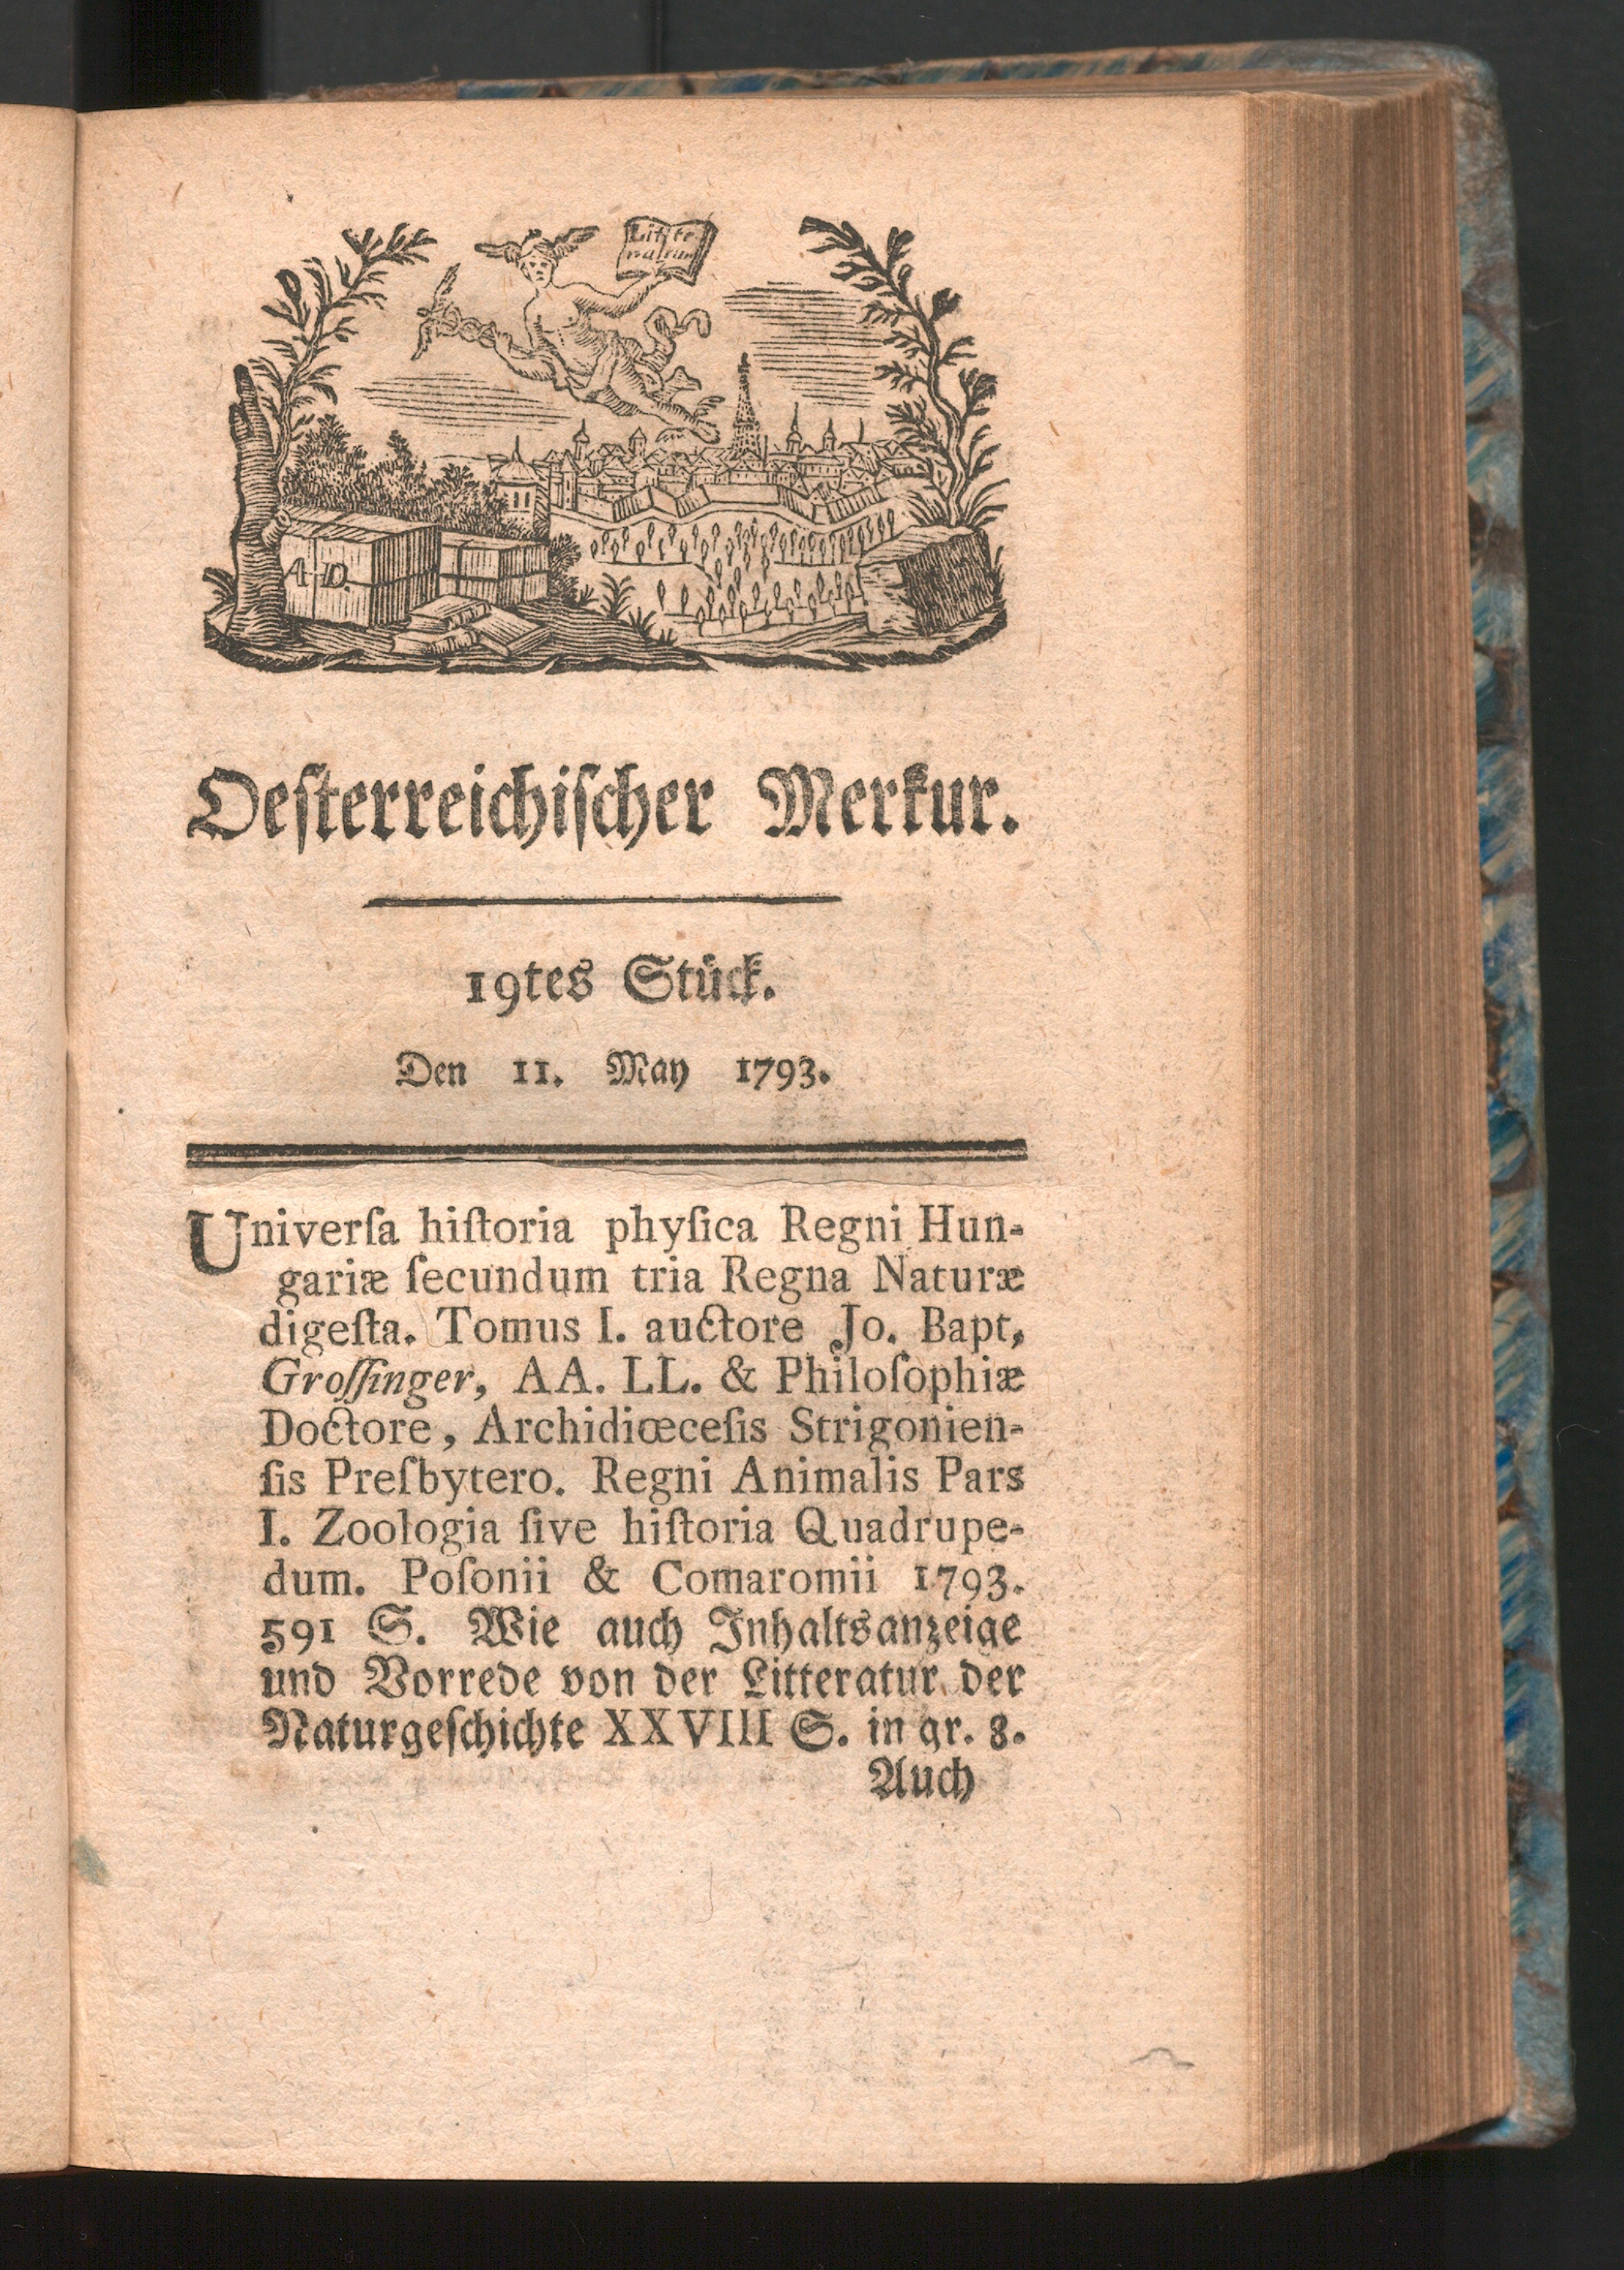 Litte
ratum
A D.
Oeſterreichiſcher Merkur.
19tes Stück.
Den 11. May 1793.
Univerſa hiſtoria phyſica Regni Hun-
gariæ ſecundum tria Regna Naturæ
digeſta. Tomus I. auctore Jo. Bapt,
Groſſinger, AA. LL. & Philoſophiæ
Doctore, Archidiœceſis Strigonien-
ſis Preſbytero. Regni Animalis Pars
I. Zoologia ſive hiſtoria Quadrupe-
dum. Poſonii & Comaromii 1793.
591 S. Wie auch Inhaltsanzeige
und Vorrede von der Litteratur der
Naturgeſchichte XXVIII S. in gr. 8.
Auch